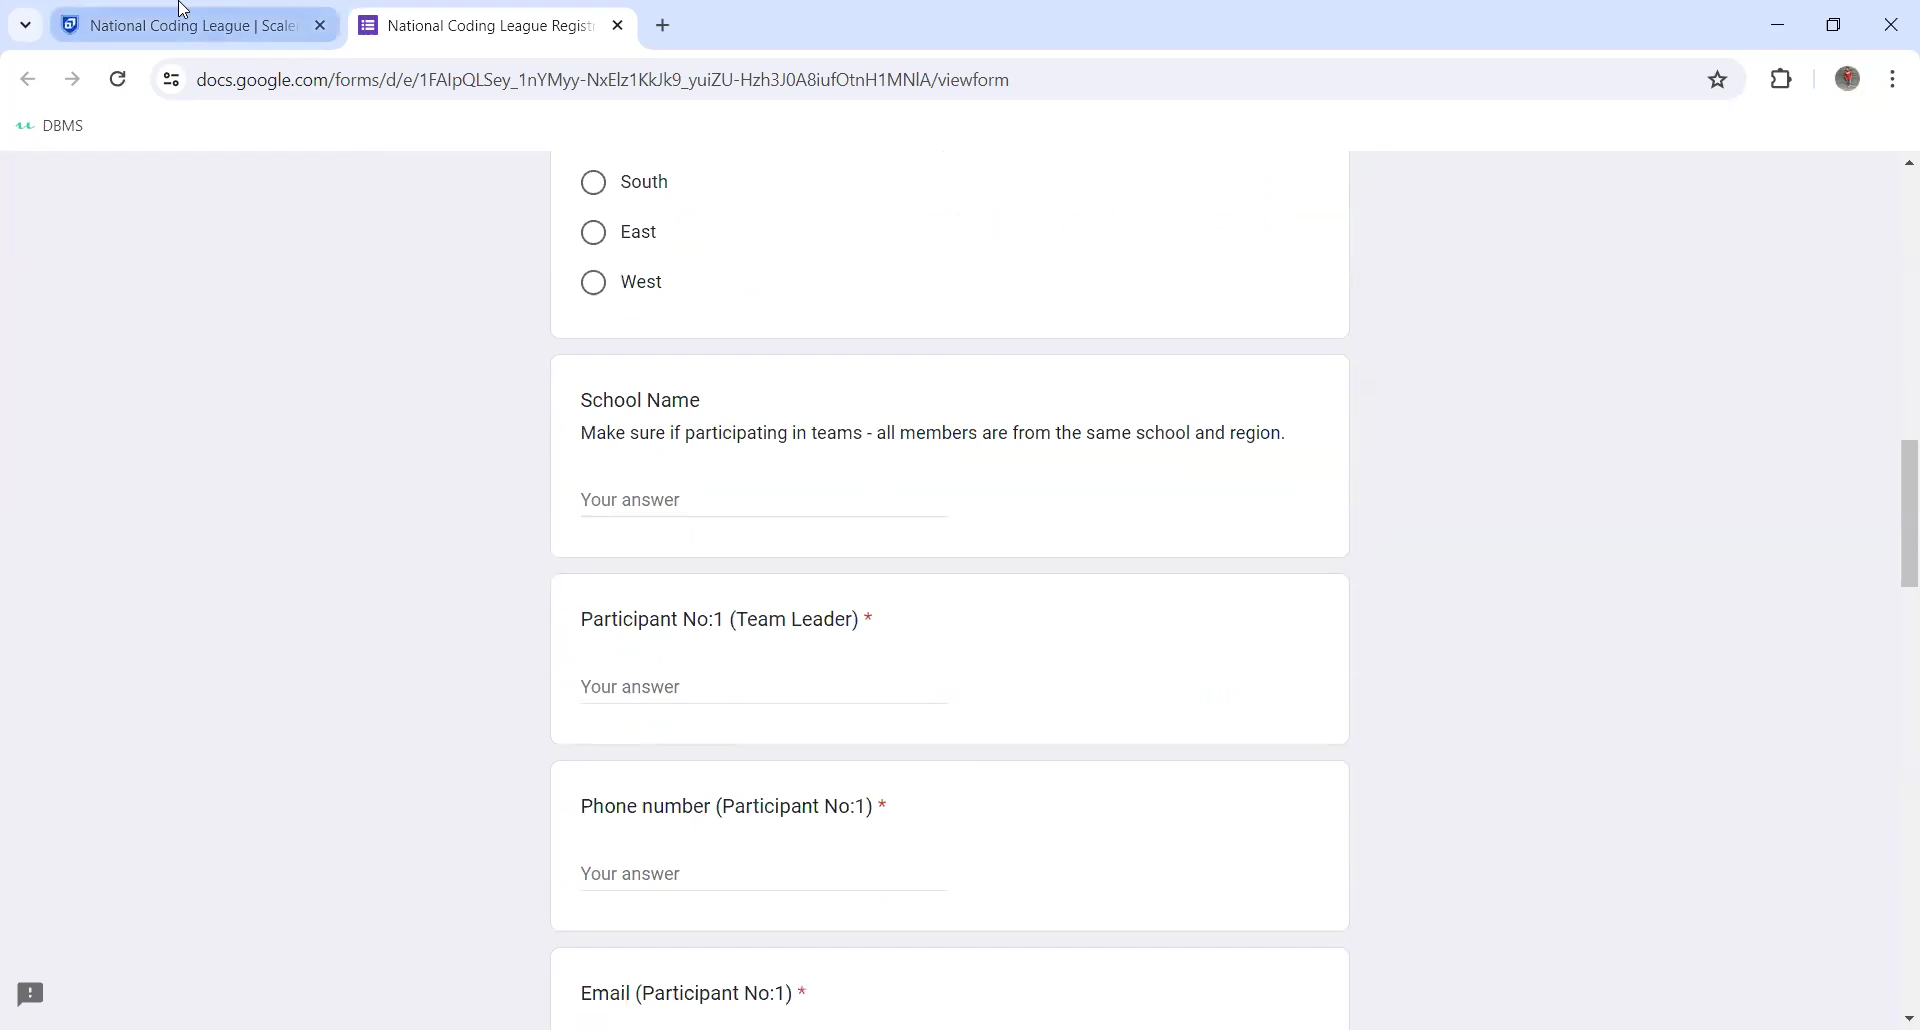 National Coding League | Scale
National Coding League Regist
docs.google.com/forms/d/e/1FAIpQLSey_1nYMyy-NxElz1KkJk9_yuiZU-Hzh3J0A8iufOtnH1MNlA/viewform
DBMS
South
East
West
School Name
Make sure if participating in teams - all members are from the same school and region.
Your answer
Participant No:1 (Team Leader) *
Your answer
Phone number (Participant No:1) *
Your answer
Email (Participant No:1) *